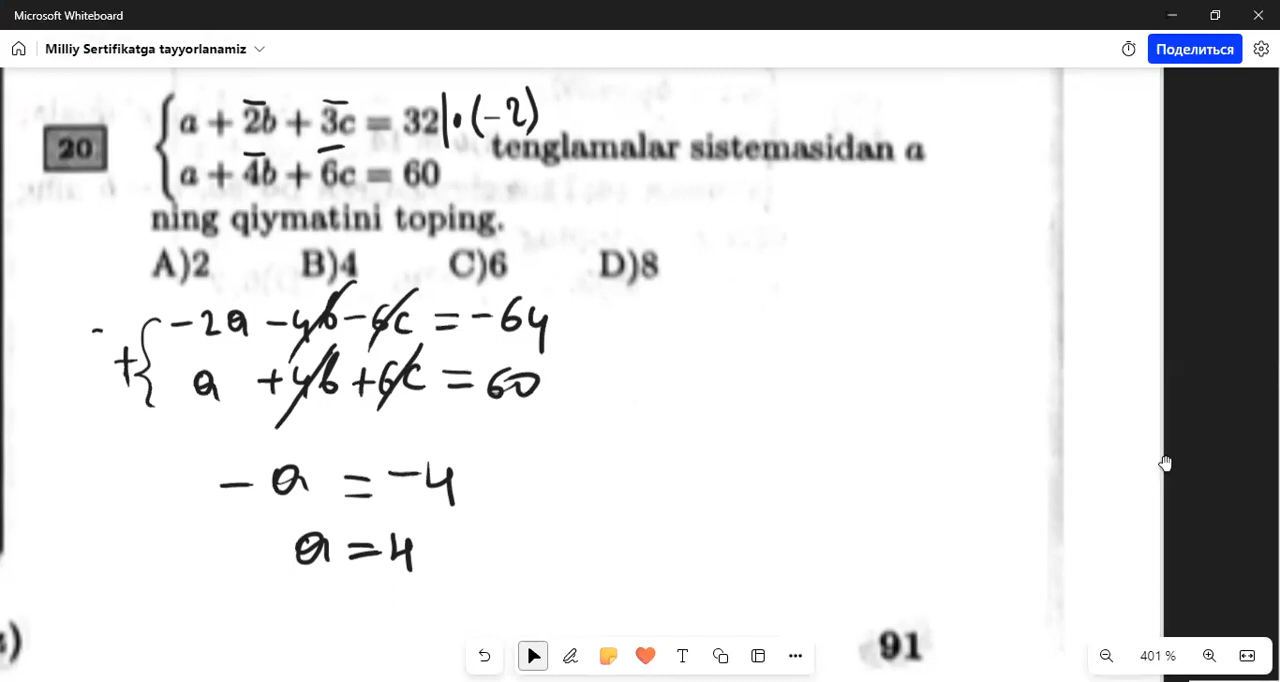 Microsoft Whiteboard
Milliy Sertifikatga tayyorlanamiz
Поделиться
20
a + 2b + 3c = 32 | · (-2)
a + 4b + 6c = 60
tenglamalar sistemasidan a
ning qiymatini toping.
A)2 B)4 C)6 D)8
-2a - 4b - 6c = -64
+
a + 4b + 6c = 60
-a = -4
a = 4
91
401 %